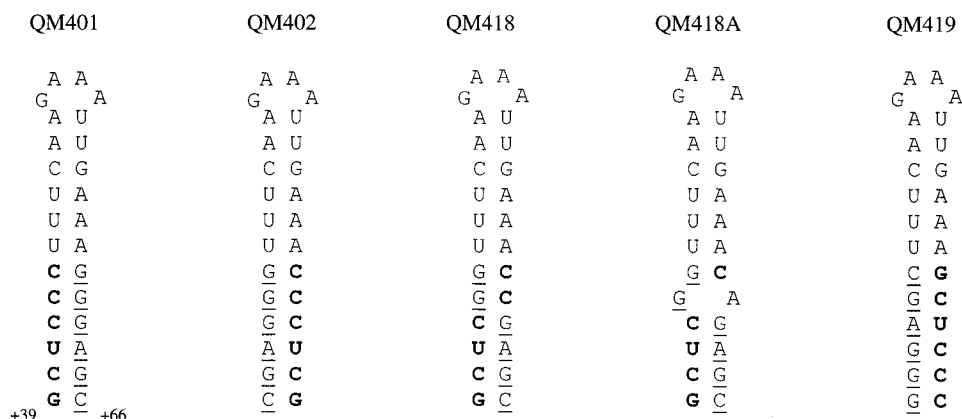 QM401 QM402 QM418 QM418A QM419
A A A A A A A A A A
G A G A G A G A G A
A U A U A U A U A U
A U A U A U A U A U
C G C G C G C G C G
U A U A U A U A U A
U A U A U A U A U A
U A U A U A U A U A
C G G C G C G C C G
C G G C G C G A G C
C G G C C G C G A U
U A A U U A U A G C
C G G C C G C G G C
+39 G C +66 C G G C G C G C